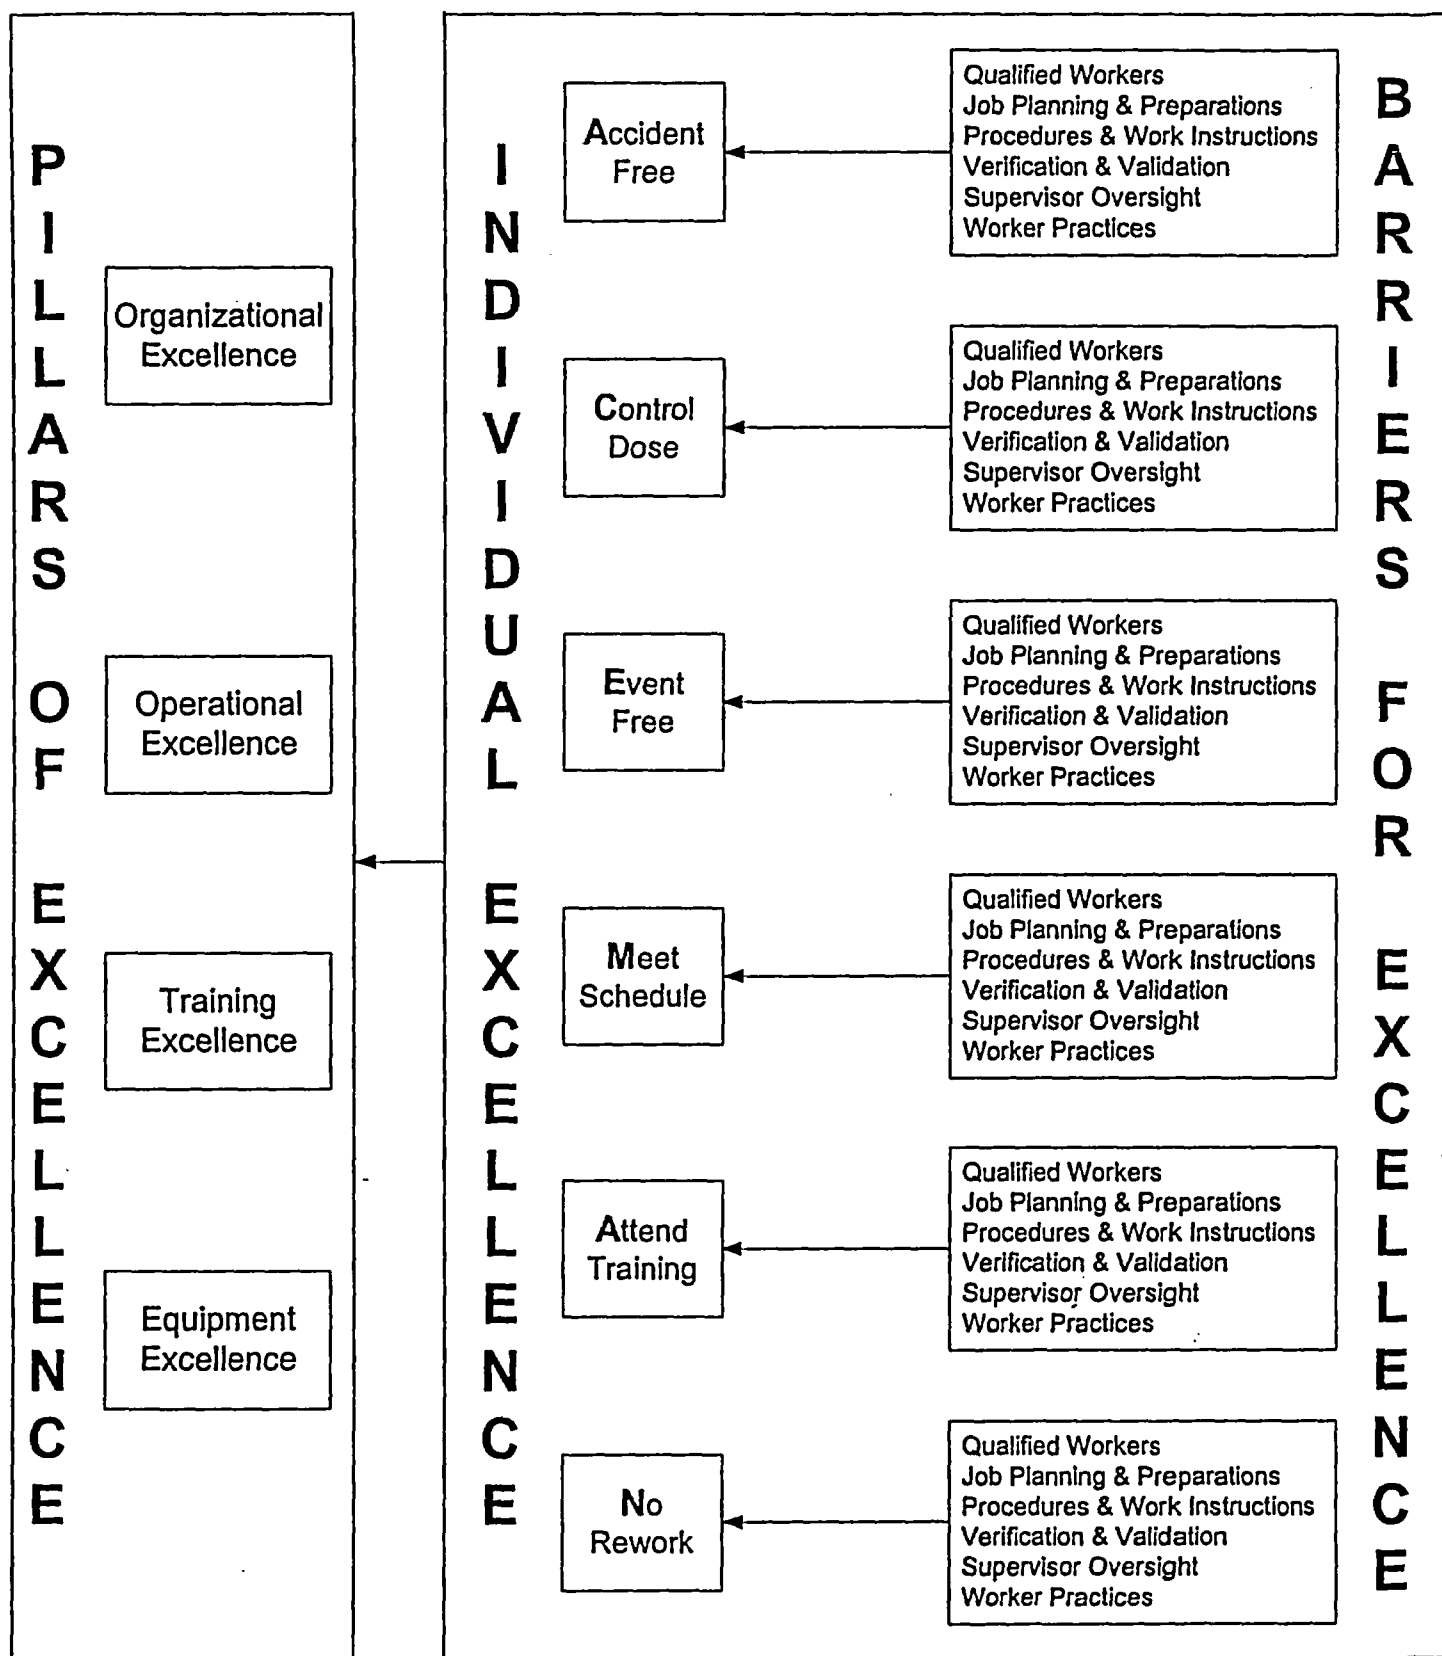 PILLARS OF EXCELLENCE
Organizational
Excellence
Operational
Excellence
Training
Excellence
Equipment
Excellence
INDIVIDUAL EXCELLENCE
Accident
Free
Control
Dose
Event
Free
Meet
Schedule
Attend
Training
No
Rework
Qualified Workers
Job Planning & Preparations
Procedures & Work Instructions
Verification & Validation
Supervisor Oversight
Worker Practices
Qualified Workers
Job Planning & Preparations
Procedures & Work Instructions
Verification & Validation
Supervisor Oversight
Worker Practices
Qualified Workers
Job Planning & Preparations
Procedures & Work Instructions
Verification & Validation
Supervisor Oversight
Worker Practices
Qualified Workers
Job Planning & Preparations
Procedures & Work Instructions
Verification & Validation
Supervisor Oversight
Worker Practices
Qualified Workers
Job Planning & Preparations
Procedures & Work Instructions
Verification & Validation
Supervisor Oversight
Worker Practices
Qualified Workers
Job Planning & Preparations
Procedures & Work Instructions
Verification & Validation
Supervisor Oversight
Worker Practices
BARRIERS FOR EXCELLENCE